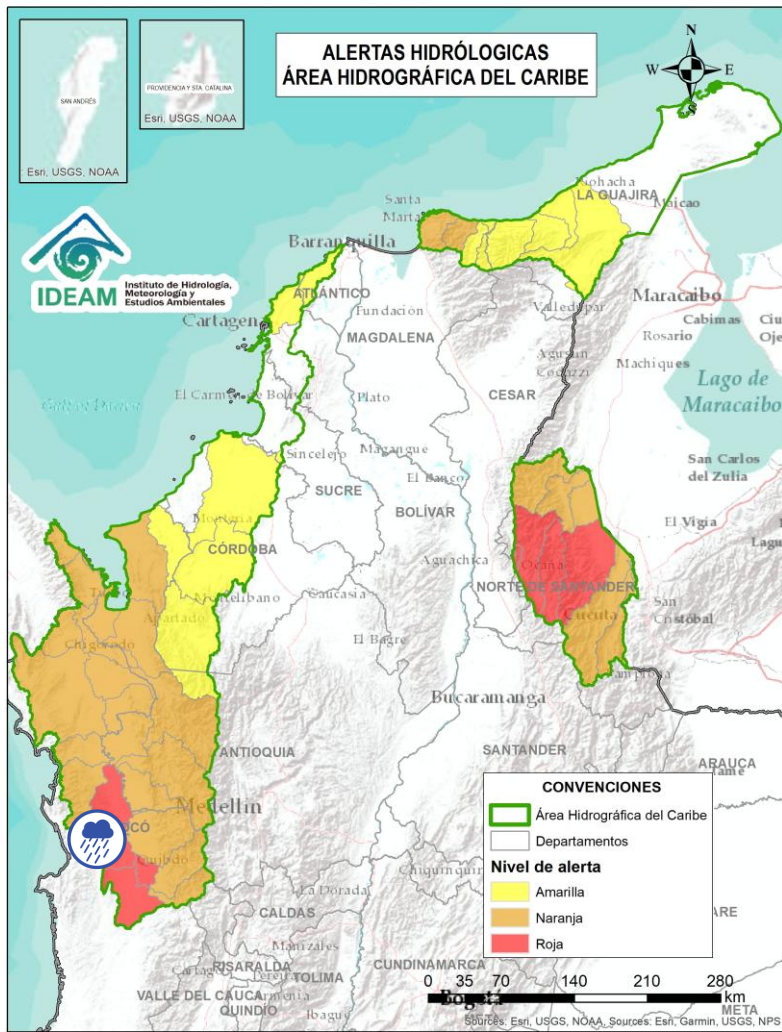 ALERTAS HIDRÓLOGICAS
ÁREA HIDROGRÁFICA DEL CARIBE
N
W
E
S
SAN ANDRÉS
Esri, USGS, NOAA
PROVIDENCIA Y STA. CATALINA
Esri, USGS, NOAA
IDEAM
Instituto de Hidrología,
Meteorología y
Estudios Ambientales
Santa
Marta
LA GUAJIRA
Maicao
Barranquilla
ATLÁNTICO
Cartagena
Fundación
MAGDALENA
Valledupar
Maracaibo
Cabimas
Rosario
Machiques
Agustín
Codazzi
CESAR
Lago de
Maracaibo
El Carmen de Bolívar
Plato
Sincelejo
Magangue
San Carlos
del Zulia
SUCRE
El Banco
BOLÍVAR
El Vigía
Montería
CÓRDOBA
Aguachica
Ocaña
NORTE DE SANTANDER
Montelibano
Caucasia
San
Cristóbal
Cúcuta
Apartado
Chigorodo
El Bagre
Bucaramanga
ANTIOQUIA
SANTANDER
ARAUCA
Medellín
Quibdó
La Dorada
CALDAS
Manizales
RISARALDA
TOLIMA
CUNDINAMARCA
VALLE DEL CAUCA
Armenia
QUINDÍO
Ibague
Bogotá
META
META
CONVENCIONES
Área Hidrográfica del Caribe
Departamentos
Nivel de alerta
Amarilla
Naranja
Roja
0 35 70 140 210 280
km
Sources: Esri, USGS, NOAA, Sources: Esri, Garmin, USGS, NPS